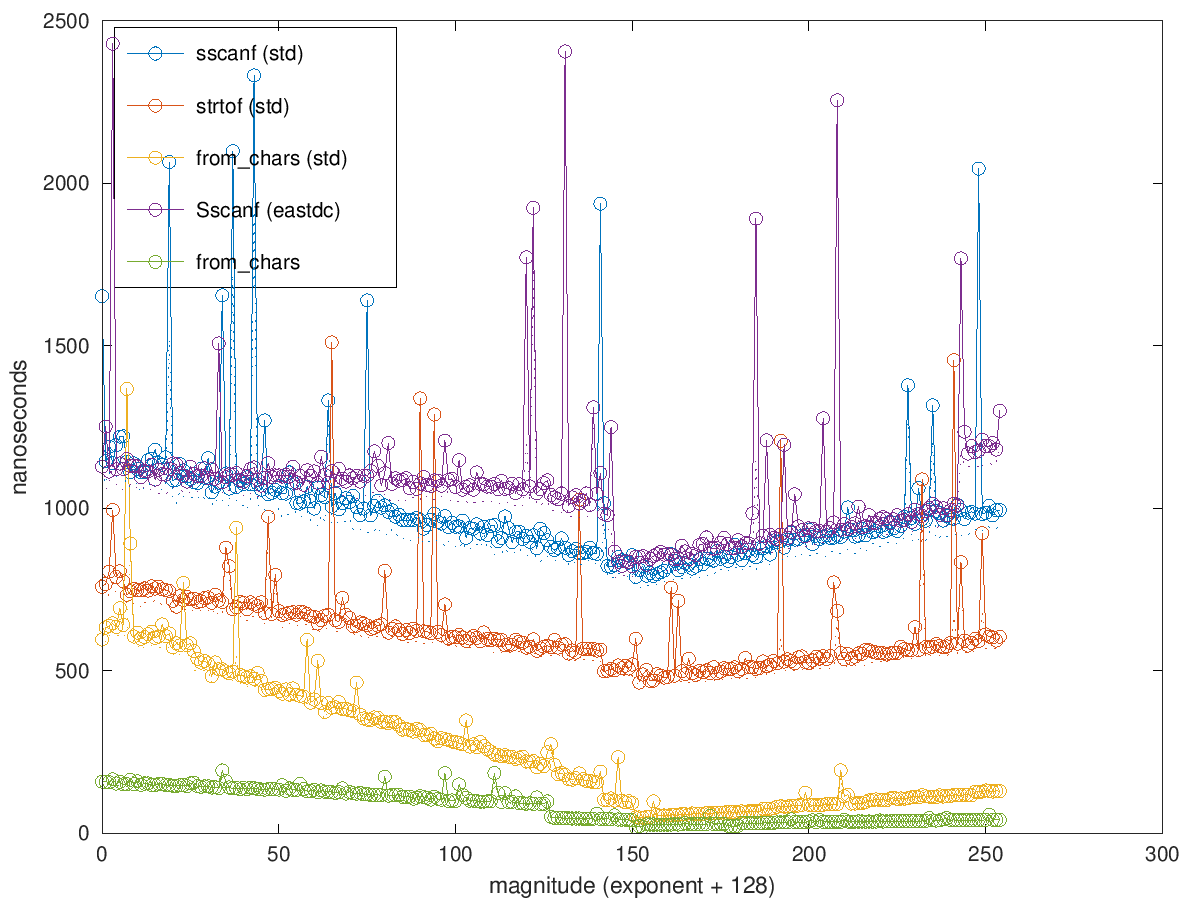 2500
2000
1500
1000
500
0
nanoseconds
sscanf (std)
strtof (std)
from_chars (std)
Sscanf (eastdc)
from_chars
0
50
100
150
200
250
300
magnitude (exponent + 128)